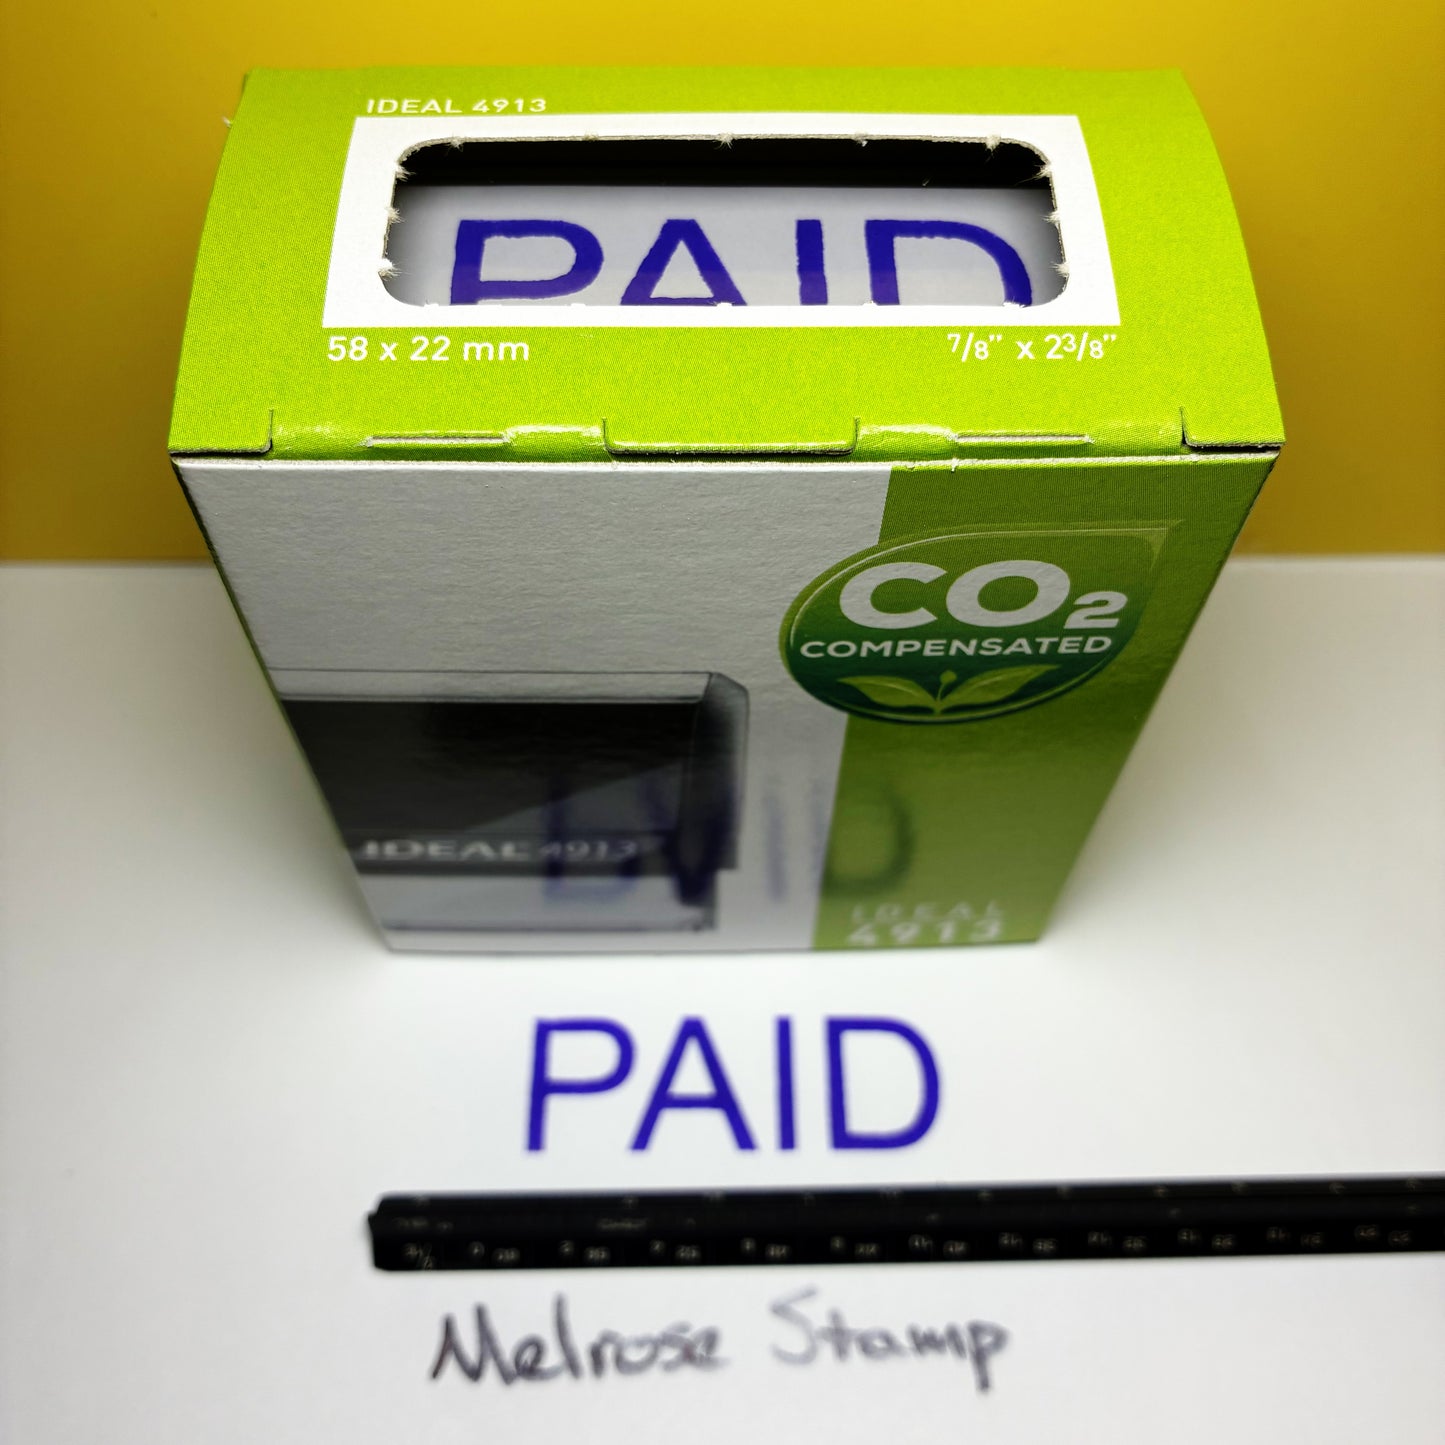 IDEAL 4913
PAID
58 x 22 mm
7/8" x 2 3/8"
CO2
COMPENSATED
IDEAL 4913
IDEAL
4913
PAID
Melrose Stamp